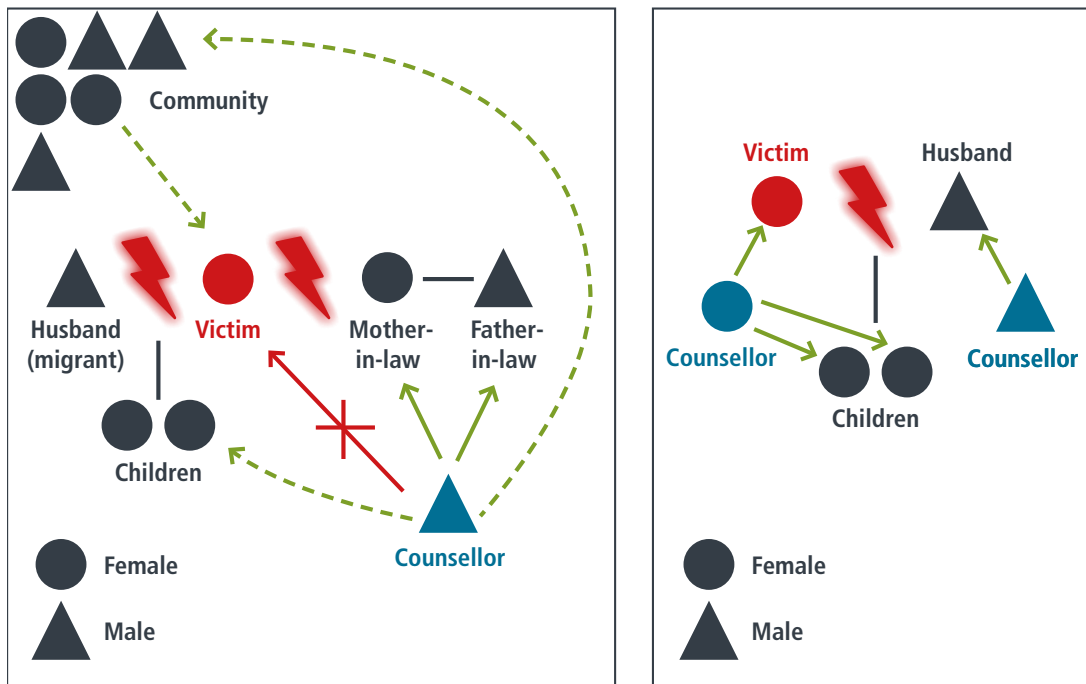 Community
Husband
(migrant)
Victim
Mother-
in-law
Father-
in-law
Children
Counsellor
Female
Male
Victim
Husband
Counsellor
Counsellor
Children
Female
Male